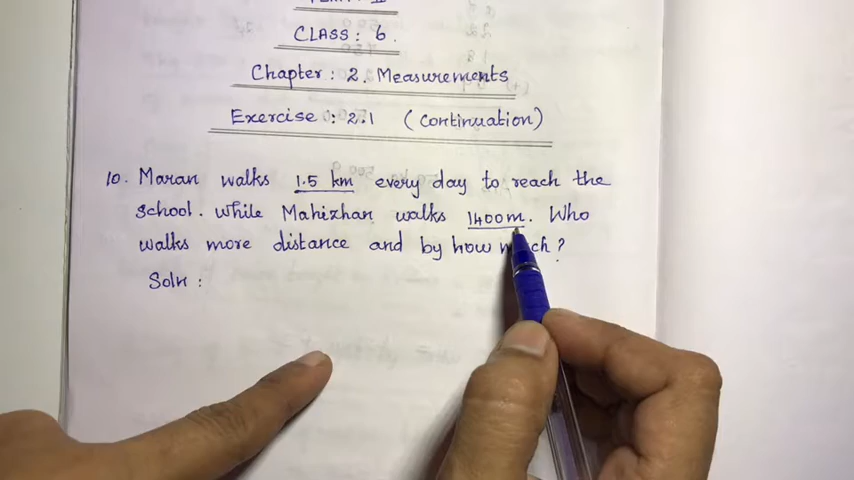 CLASS : 6.
Chapter : 2. Measurements
Exercise : 2.1 (Continuation)
10. Maran walks 1.5 km every day to reach the
school. while Mahizhan walks 1400m. Who
walks more distance and by how much?
Soln :